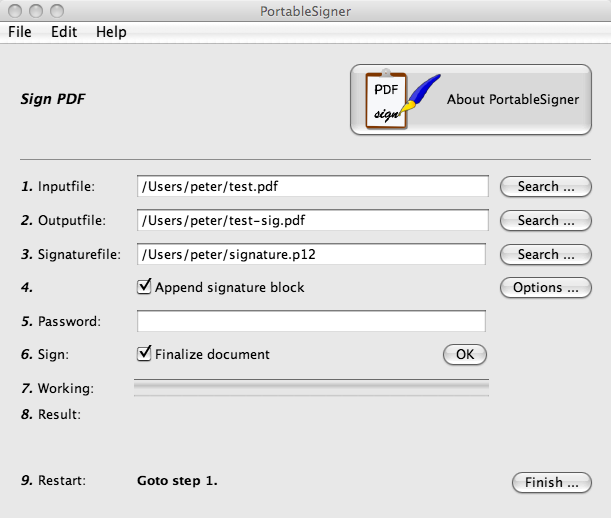 PortableSigner
File Edit Help
Sign PDF
PDF
sign
About PortableSigner
1. Inputfile: /Users/peter/test.pdf Search ...
2. Outputfile: /Users/peter/test-sig.pdf Search ...
3. Signaturefile: /Users/peter/signature.p12 Search ...
4. Append signature block Options ...
5. Password:
6. Sign: Finalize document OK
7. Working:
8. Result:
9. Restart: Goto step 1. Finish ...